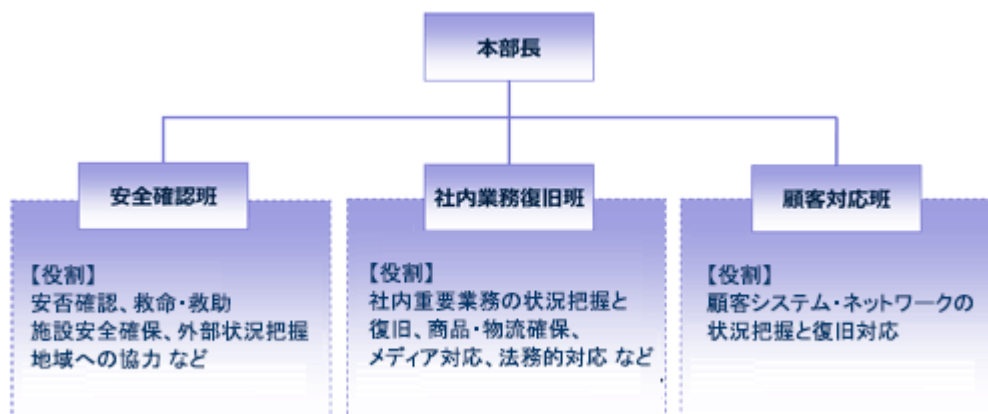 本部長
安全確認班
【役割】
安否確認、救命・救助
施設安全確保、外部状況把握
地域への協力 など
社内業務復旧班
【役割】
社内重要業務の状況把握と
復旧、商品・物流確保、
メディア対応、法務的対応 など
顧客対応班
【役割】
顧客システム・ネットワークの
状況把握と復旧対応